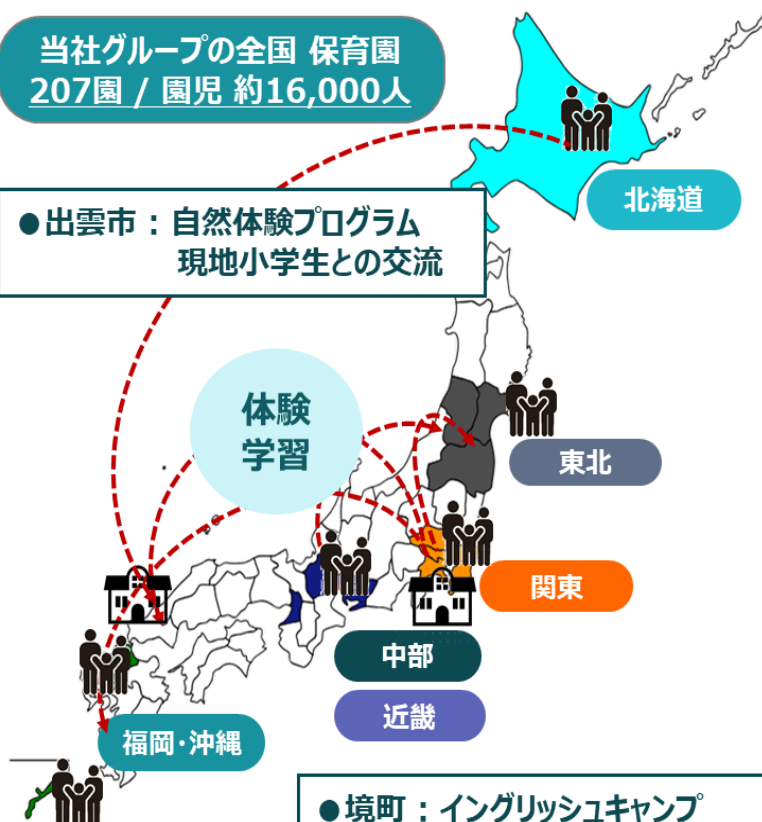 当社グループの全国 保育園
207園 / 園児 約16,000人
北海道
●出雲市：自然体験プログラム
現地小学生との交流
体験
学習
東北
関東
中部
近畿
福岡・沖縄
●境町：イングリッシュキャンプ